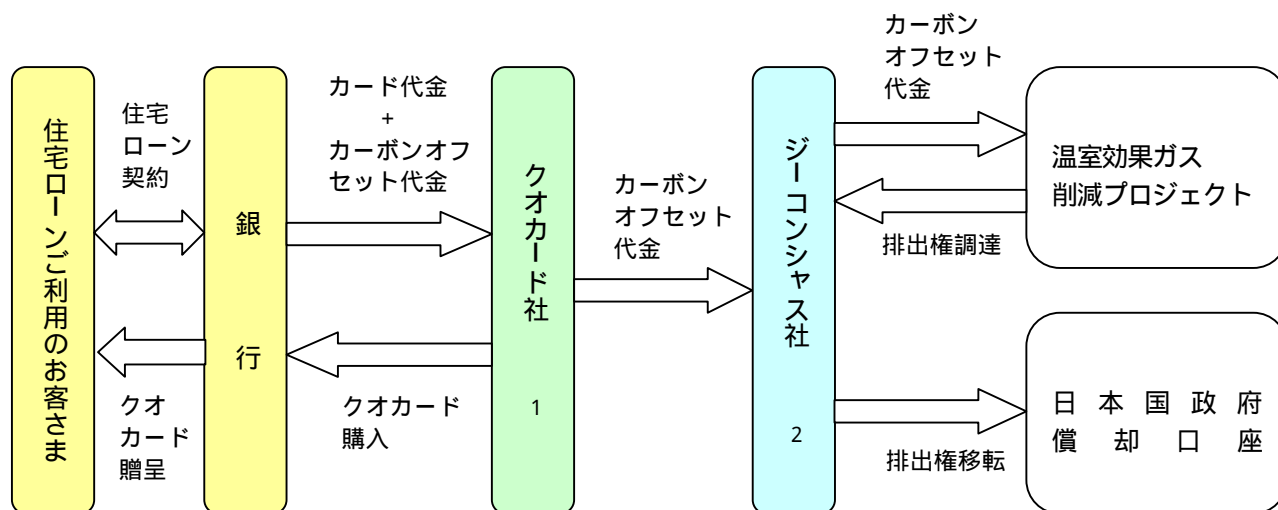 住宅ローンご利用のお客さま
住宅
ローン
契約
クオ
カード
贈呈
銀行
カード代金
+
カーボンオフ
セット代金
クオカード
購入
クオカード社 1
カーボン
オフセット
代金
ジーコンシャス社 2
カーボン
オフセット
代金
排出権調達
排出権移転
温室効果ガス
削減プロジェクト
日本国政府
償却口座